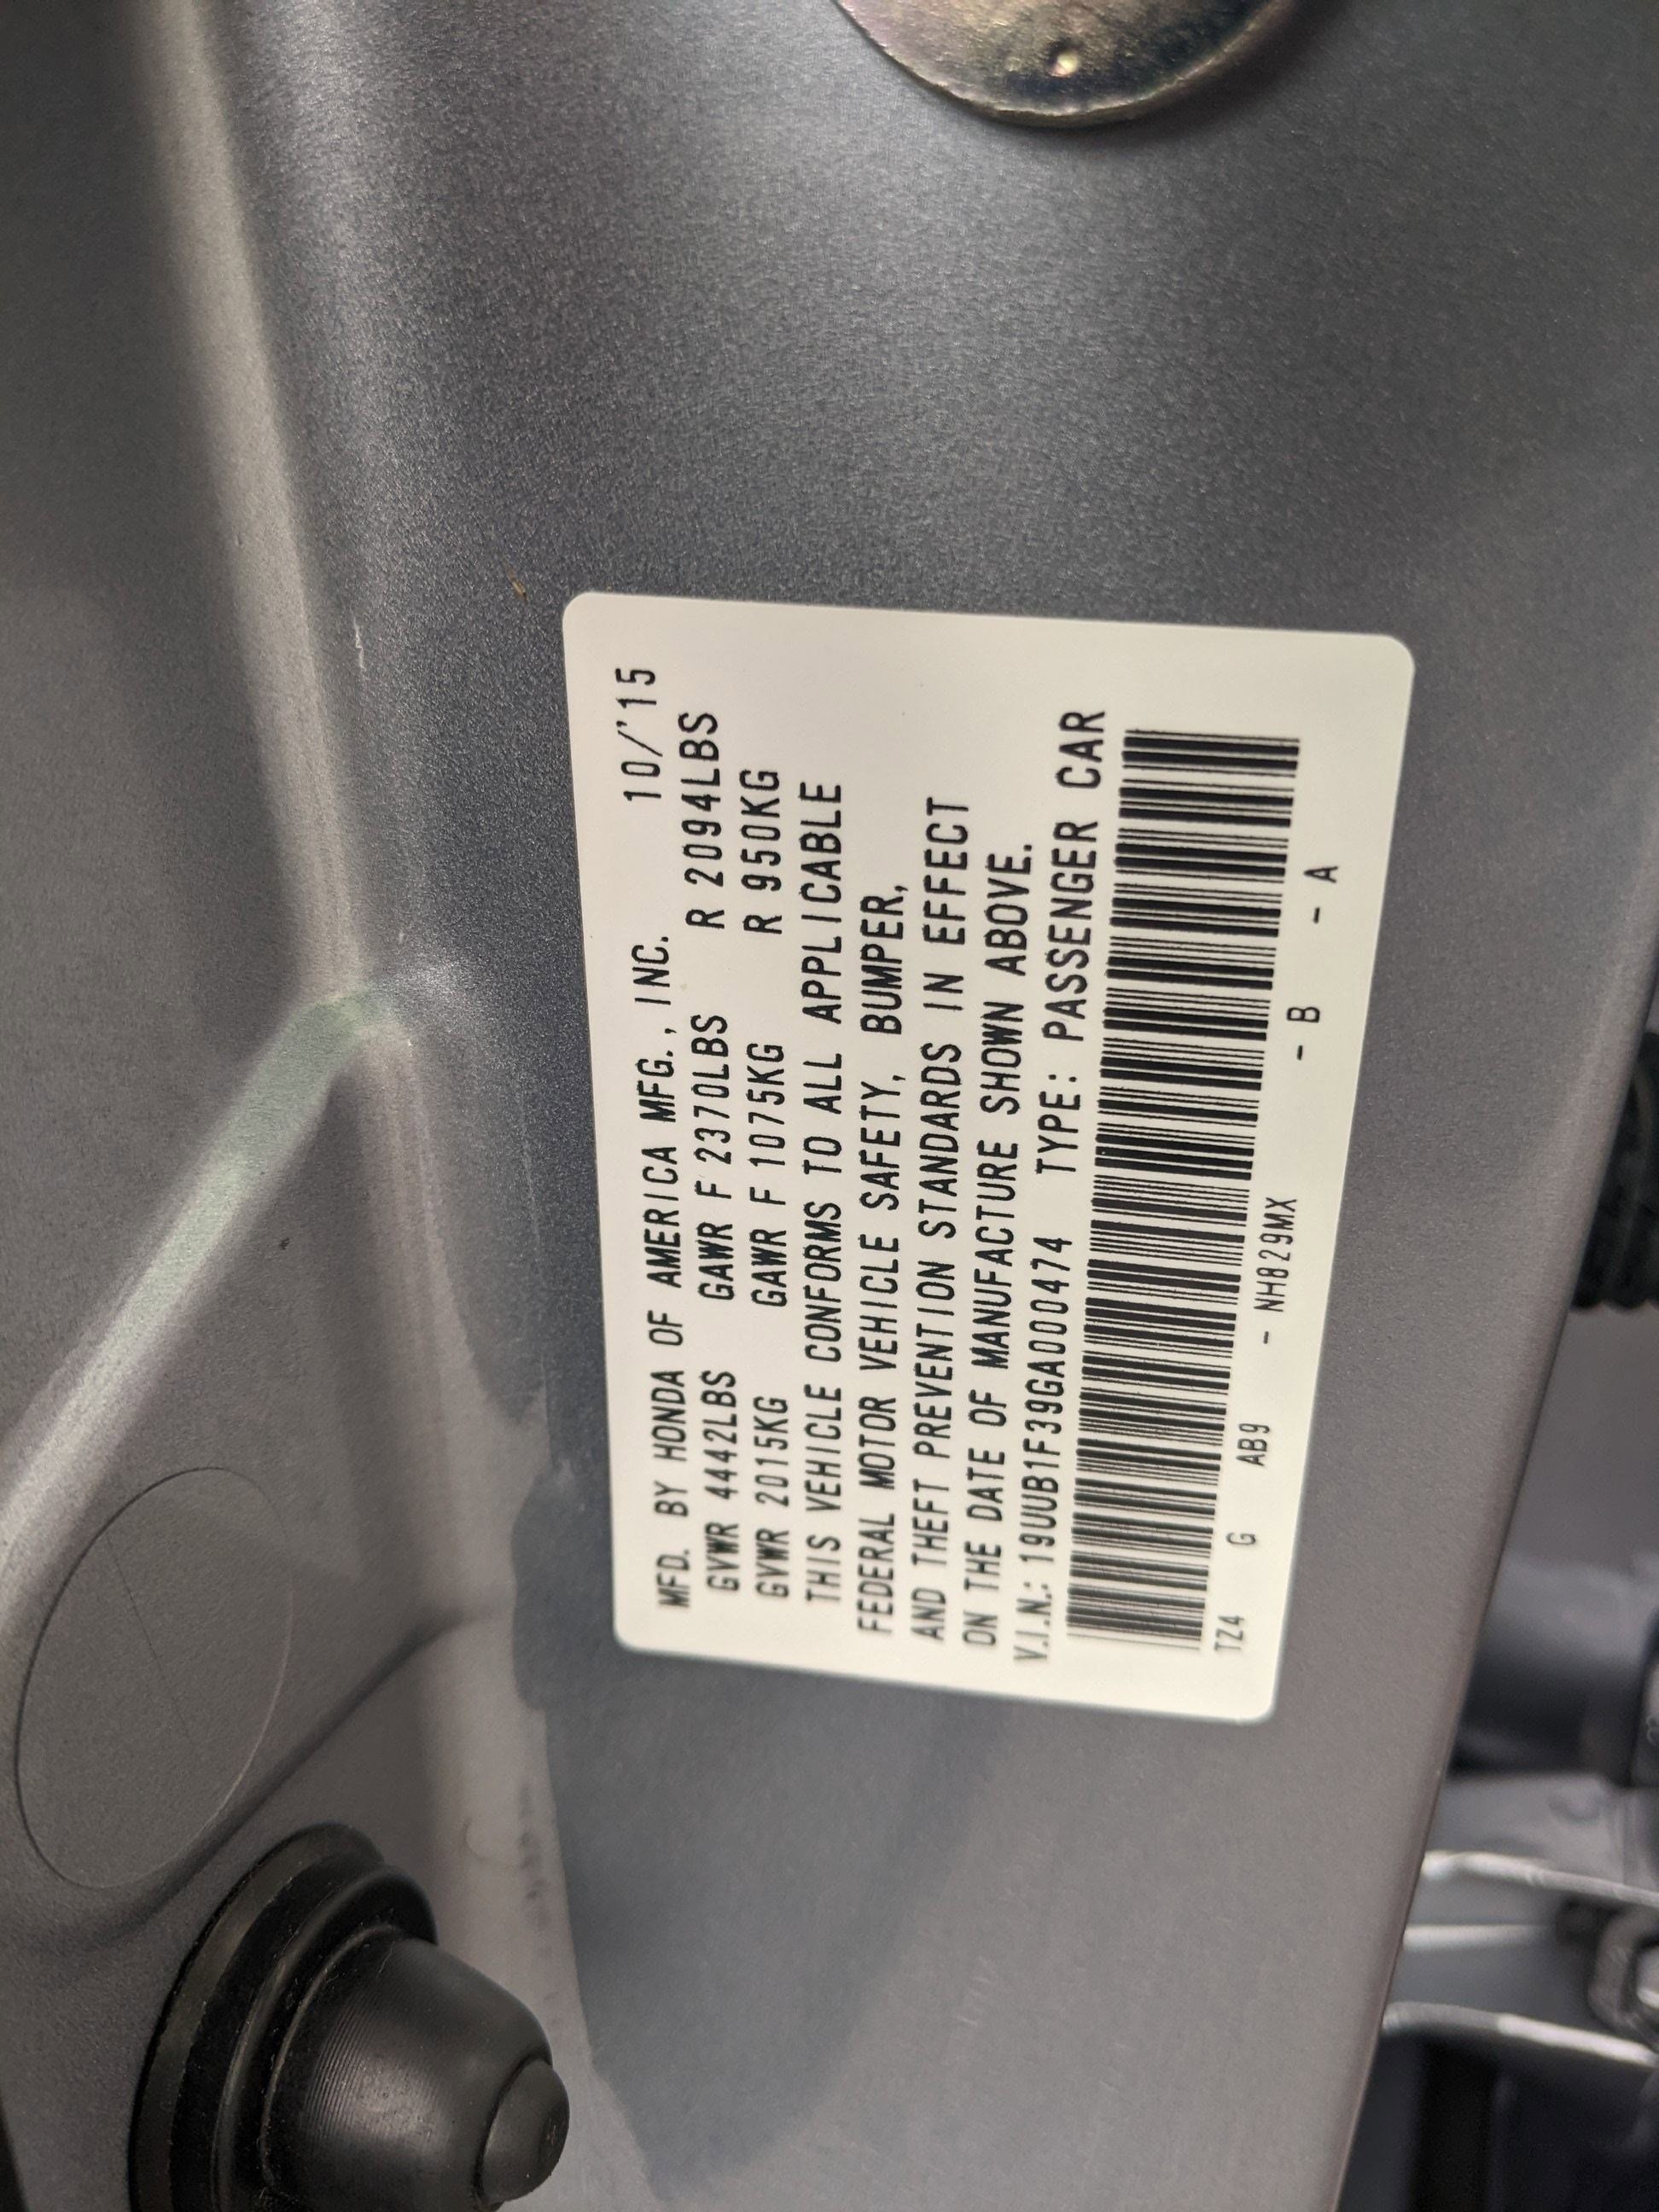 MFD. BY HONDA OF AMERICA MFG., INC. 10/'15
GVWR 4442LBS GAWR F 2370LBS R 2094LBS
GVWR 2015KG GAWR F 1075KG R 950KG
THIS VEHICLE CONFORMS TO ALL APPLICABLE
FEDERAL MOTOR VEHICLE SAFETY, BUMPER,
AND THEFT PREVENTION STANDARDS IN EFFECT
ON THE DATE OF MANUFACTURE SHOWN ABOVE.
V.I.N.: 19UUB1F39GA000474 TYPE: PASSENGER CAR
TZ4 G AB9 - NH829MX - B - A